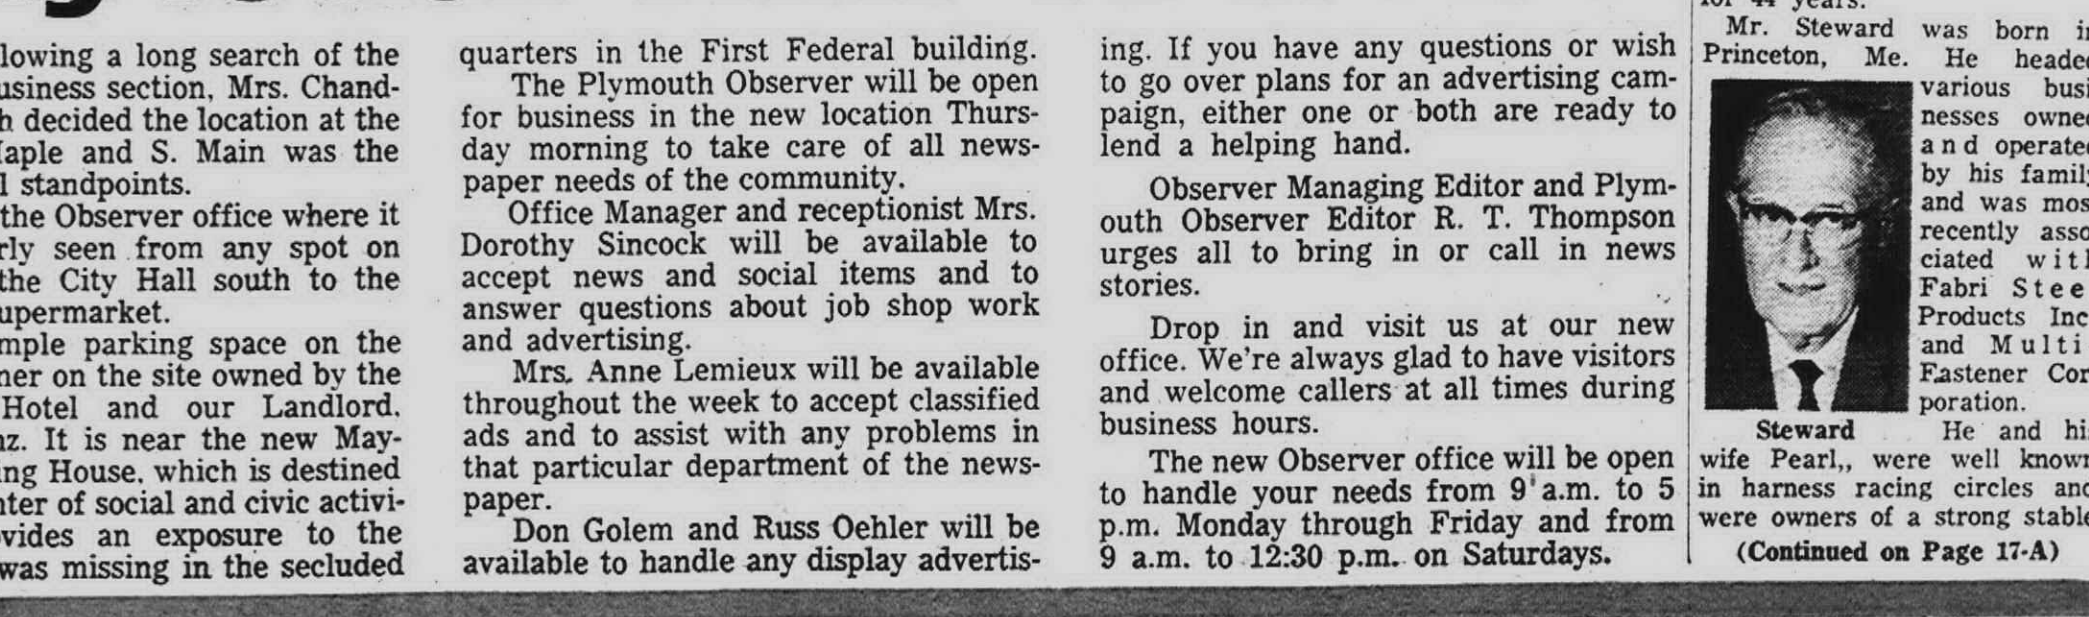 lowing a long search of the
usiness section, Mrs. Chand-
h decided the location at the
aple and S. Main was the
l standpoints.
the Observer office where it
rly seen from any spot on
the City Hall south to the
upermarket.
mple parking space on the
ner on the site owned by the
Hotel and our Landlord,
nz. It is near the new May-
ing House, which is destined
nter of social and civic activi-
vides an exposure to the
was missing in the secluded
quarters in the First Federal building.
The Plymouth Observer will be open
for business in the new location Thurs-
day morning to take care of all news-
paper needs of the community.
Office Manager and receptionist Mrs.
Dorothy Sincock will be available to
accept news and social items and to
answer questions about job shop work
and advertising.
Mrs. Anne Lemieux will be available
throughout the week to accept classified
ads and to assist with any problems in
that particular department of the news-
paper.
Don Golem and Russ Oehler will be
available to handle any display advertis-
ing. If you have any questions or wish
to go over plans for an advertising cam-
paign, either one or both are ready to
lend a helping hand.
Observer Managing Editor and Plym-
outh Observer Editor R. T. Thompson
urges all to bring in or call in news
stories.
Drop in and visit us at our new
office. We're always glad to have visitors
and welcome callers at all times during
business hours.
The new Observer office will be open
to handle your needs from 9 a.m. to 5
p.m. Monday through Friday and from
9 a.m. to 12:30 p.m. on Saturdays.
for 44 years.
Mr. Steward was born in
Princeton, Me. He headed
various busi
nesses owned
and operated
by his family
and was mos
recently asso
ciated with
Fabri Stee
Products Inc
and Multi
Fastener Cor
poration.
Steward
He and his
wife Pearl,, were well known
in harness racing circles and
were owners of a strong stable
(Continued on Page 17-A)